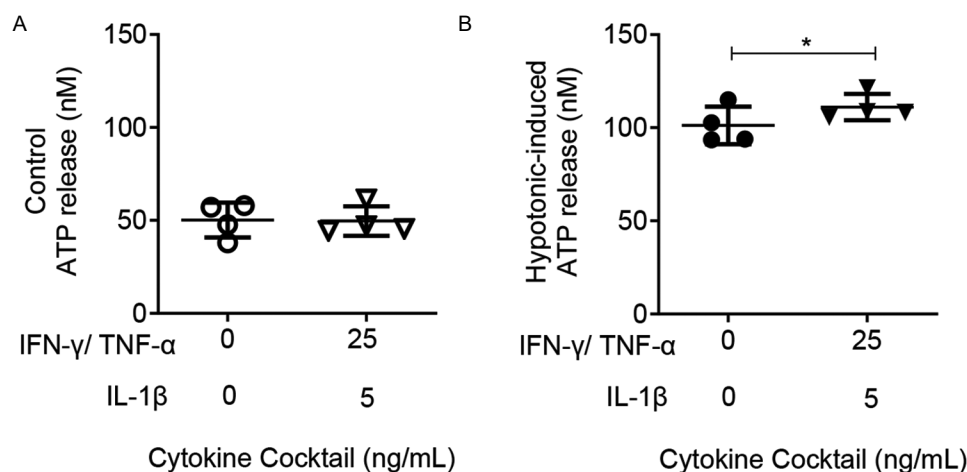 A
Control
ATP release (nM)
150
100
50
0
IFN-γ/ TNF-α
0
25
IL-1β
0
5
Cytokine Cocktail (ng/mL)
B
Hypotonic-induced
ATP release (nM)
150
100
50
0
*
0
25
IFN-γ/ TNF-α
0
5
IL-1β
Cytokine Cocktail (ng/mL)